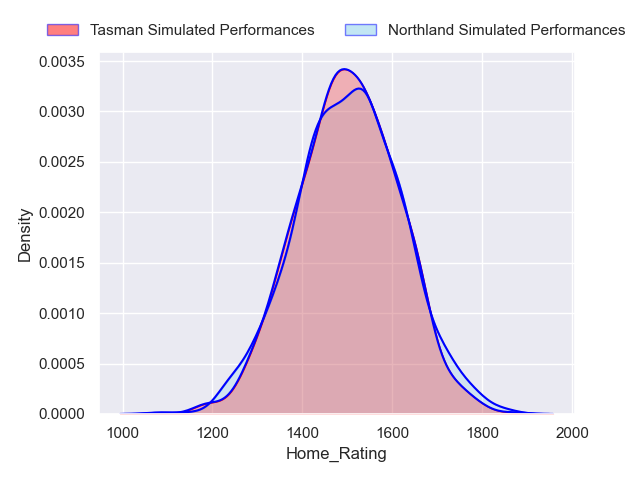 Tasman Simulated Performances Northland Simulated Performances
0.0035
0.0030
0.0025
0.0020
0.0015
0.0010
0.0005
0.0000
Density
1000 1200 1400 1600 1800 2000
Home_Rating